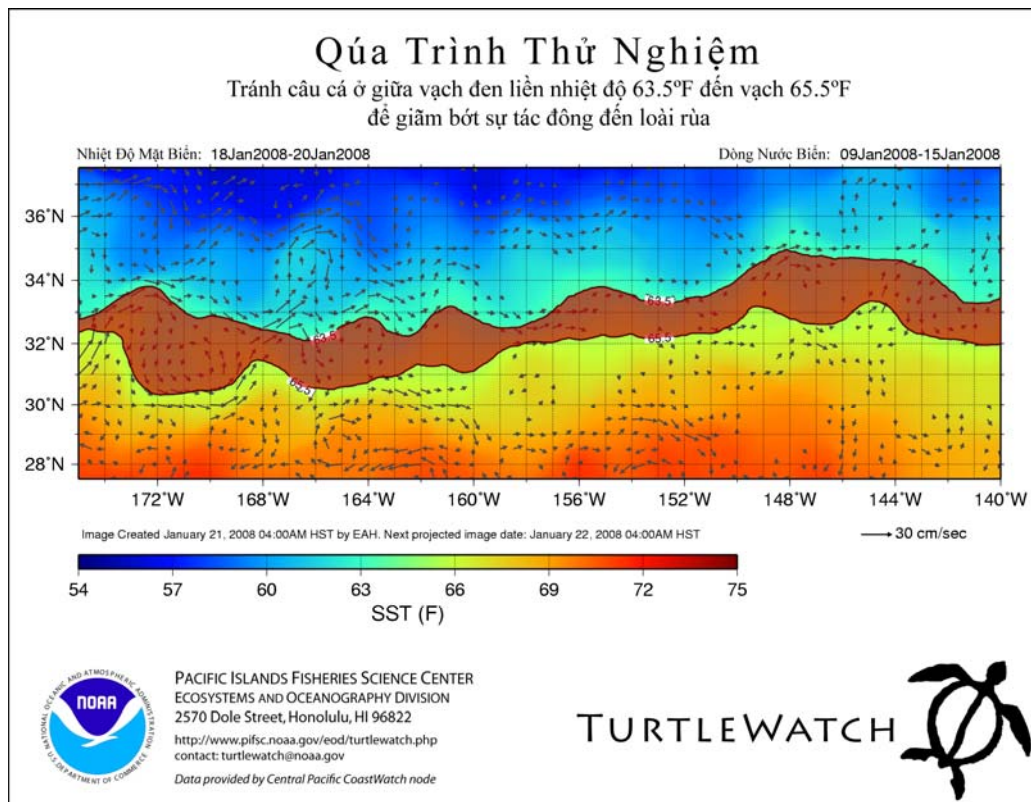 Qúa Trình Thử Nghiệm
Tránh câu cá ở giữa vạch đen liền nhiệt độ 63.5ºF đến vạch 65.5ºF
để giãm bớt sự tác đông đến loài rùa
Nhiệt Độ Mặt Biển: 18Jan2008-20Jan2008
Dòng Nước Biển: 09Jan2008-15Jan2008
36°N
34°N
32°N
30°N
28°N
63.5
65.5
63.5
65.5
172°W 168°W 164°W 160°W 156°W 152°W 148°W 144°W 140°W
Image Created January 21, 2008 04:00AM HST by EAH. Next projected image date: January 22, 2008 04:00AM HST
30 cm/sec
54 57 60 63 66 69 72 75
SST (F)
NATIONAL OCEANIC AND ATMOSPHERIC ADMINISTRATION
U.S. DEPARTMENT OF COMMERCE
NOAA
PACIFIC ISLANDS FISHERIES SCIENCE CENTER
ECOSYSTEMS AND OCEANOGRAPHY DIVISION
2570 Dole Street, Honolulu, HI 96822
http://www.pifsc.noaa.gov/eod/turtlewatch.php
contact: turtlewatch@noaa.gov
Data provided by Central Pacific CoastWatch node
TURTLEWATCH